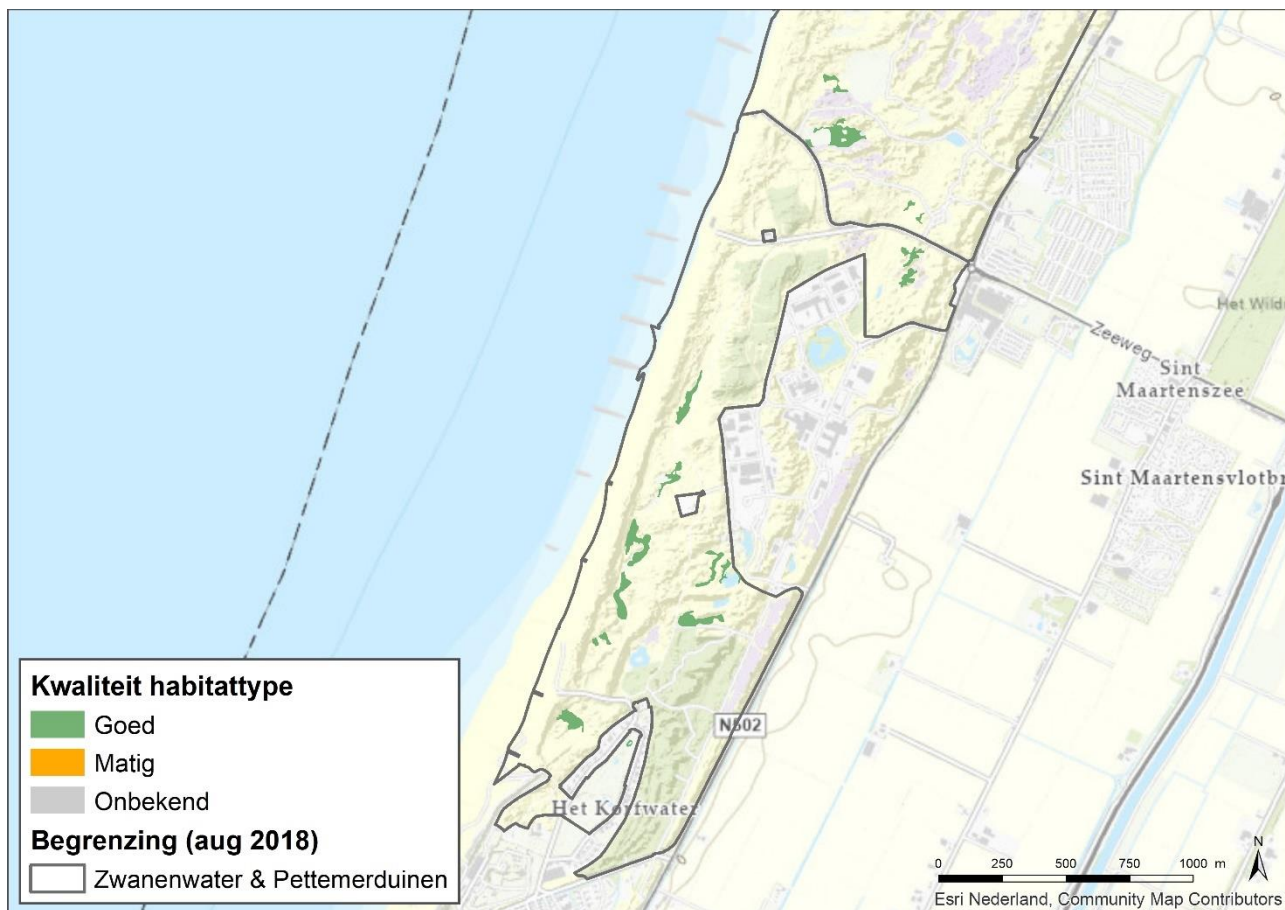 Het Wild
Zeeweg
Sint
Maartenszee
Sint Maartensvlotbr
N502
Het Korfwater
Kwaliteit habitattype
Goed
Matig
Onbekend
Begrenzing (aug 2018)
Zwanenwater & Pettemerduinen
N
0 250 500 750 1000 m
Esri Nederland, Community Map Contributors